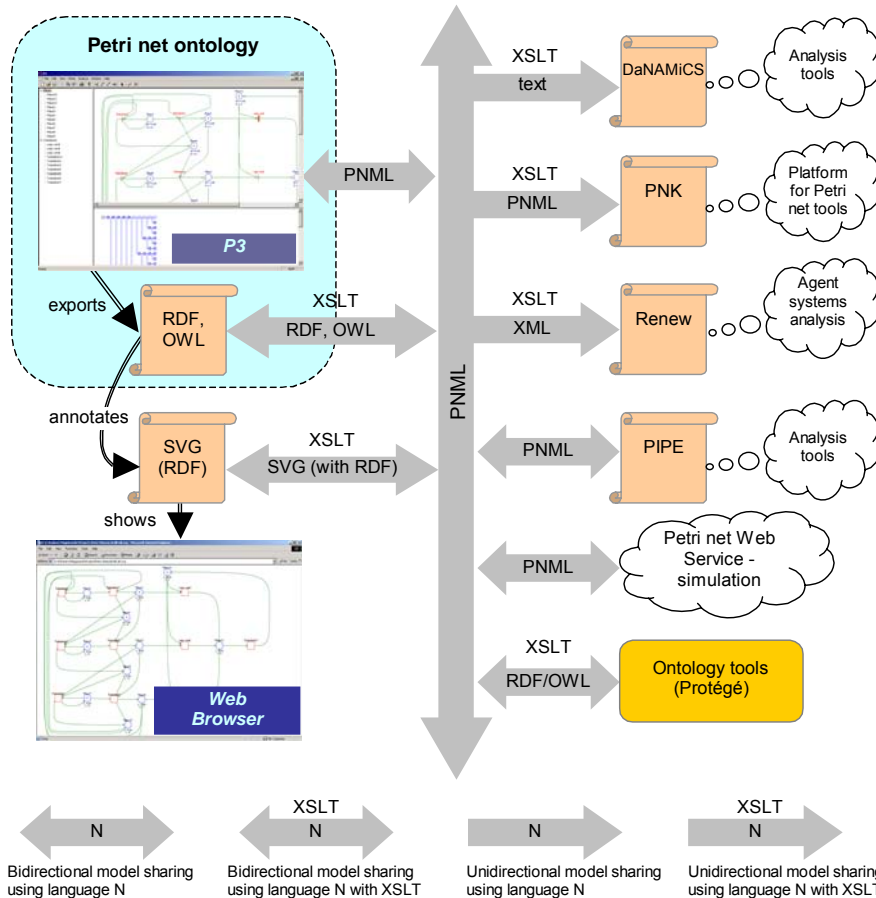 Petri net ontology
P3
exports
RDF,
OWL
annotates
SVG
(RDF)
shows
Web
Browser
PNML
XSLT
RDF, OWL
XSLT
SVG (with RDF)
PNML
XSLT
text
DaNAMiCS
Analysis
tools
XSLT
PNML
PNK
Platform
for Petri
net tools
XSLT
XML
Renew
Agent
systems
analysis
PNML
PIPE
Analysis
tools
PNML
Petri net Web
Service -
simulation
XSLT
RDF/OWL
Ontology tools
(Protégé)
N
Bidirectional model sharing
using language N
XSLT
N
Bidirectional model sharing
using language N with XSLT
N
Unidirectional model sharing
using language N
XSLT
N
Unidirectional model sharing
using language N with XSLT